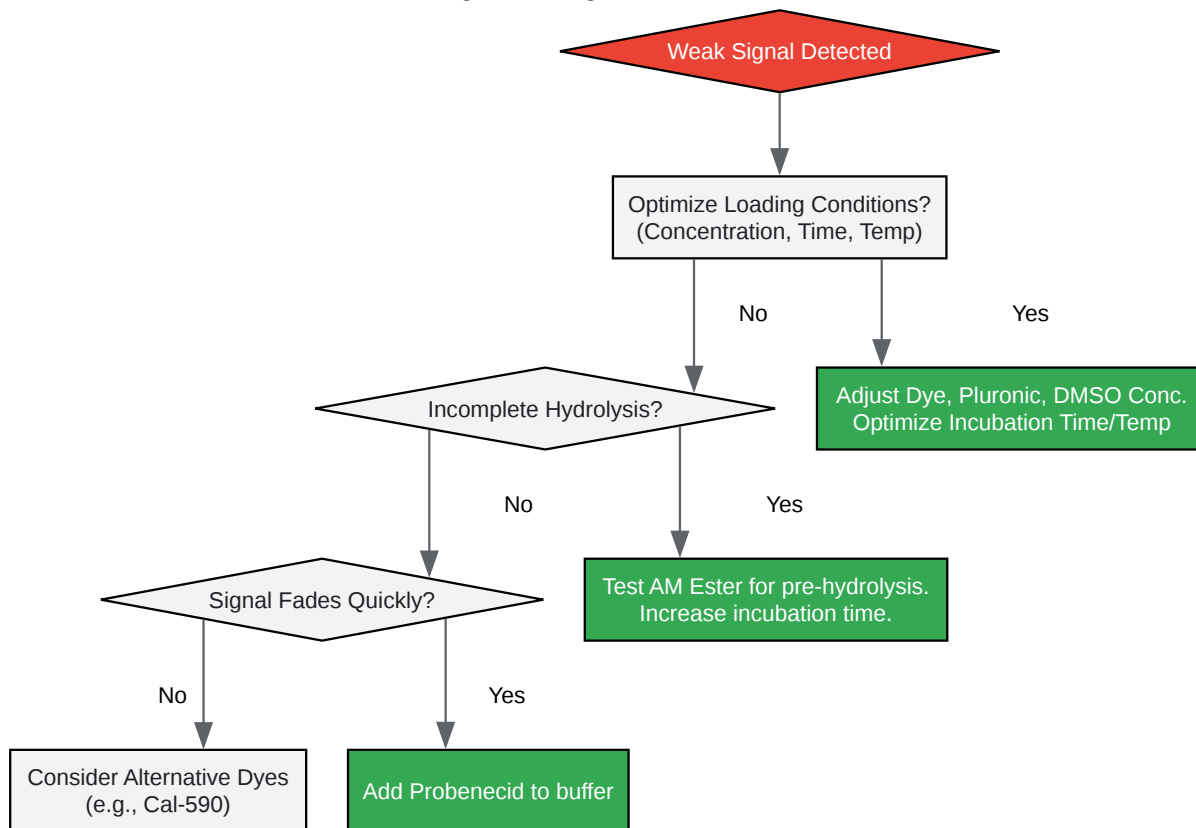 Weak Signal Detected
Optimize Loading Conditions?
(Concentration, Time, Temp)
No
Yes
Adjust Dye, Pluronic, DMSO Conc.
Optimize Incubation Time/Temp
Incomplete Hydrolysis?
No
Yes
Test AM Ester for pre-hydrolysis.
Increase incubation time.
Signal Fades Quickly?
No
Yes
Consider Alternative Dyes
(e.g., Cal-590)
Add Probenecid to buffer